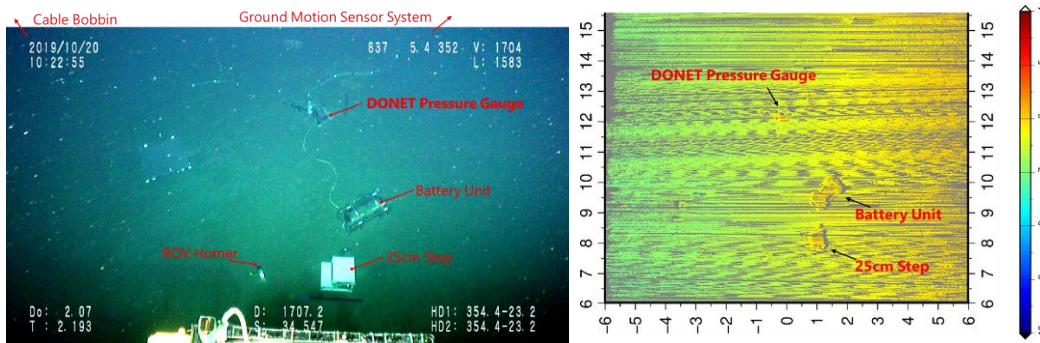 Cable Bobbin
Ground Motion Sensor System
2019/10/20
10:22:55
837 5.4 352 V: 1704
L: 1583
DONET Pressure Gauge
Battery Unit
ROV Homer
25cm Step
Do: 2.07
T : 2.193
D: 1707.2
S: 34.547
HD1: 354.4-23.2
HD2: 354.4-23.2
DONET Pressure Gauge
Battery Unit
25cm Step
15
14
13
12
11
10
9
8
7
6
-6 -5 -4 -3 -2 -1 0 1 2 3 4 5 6